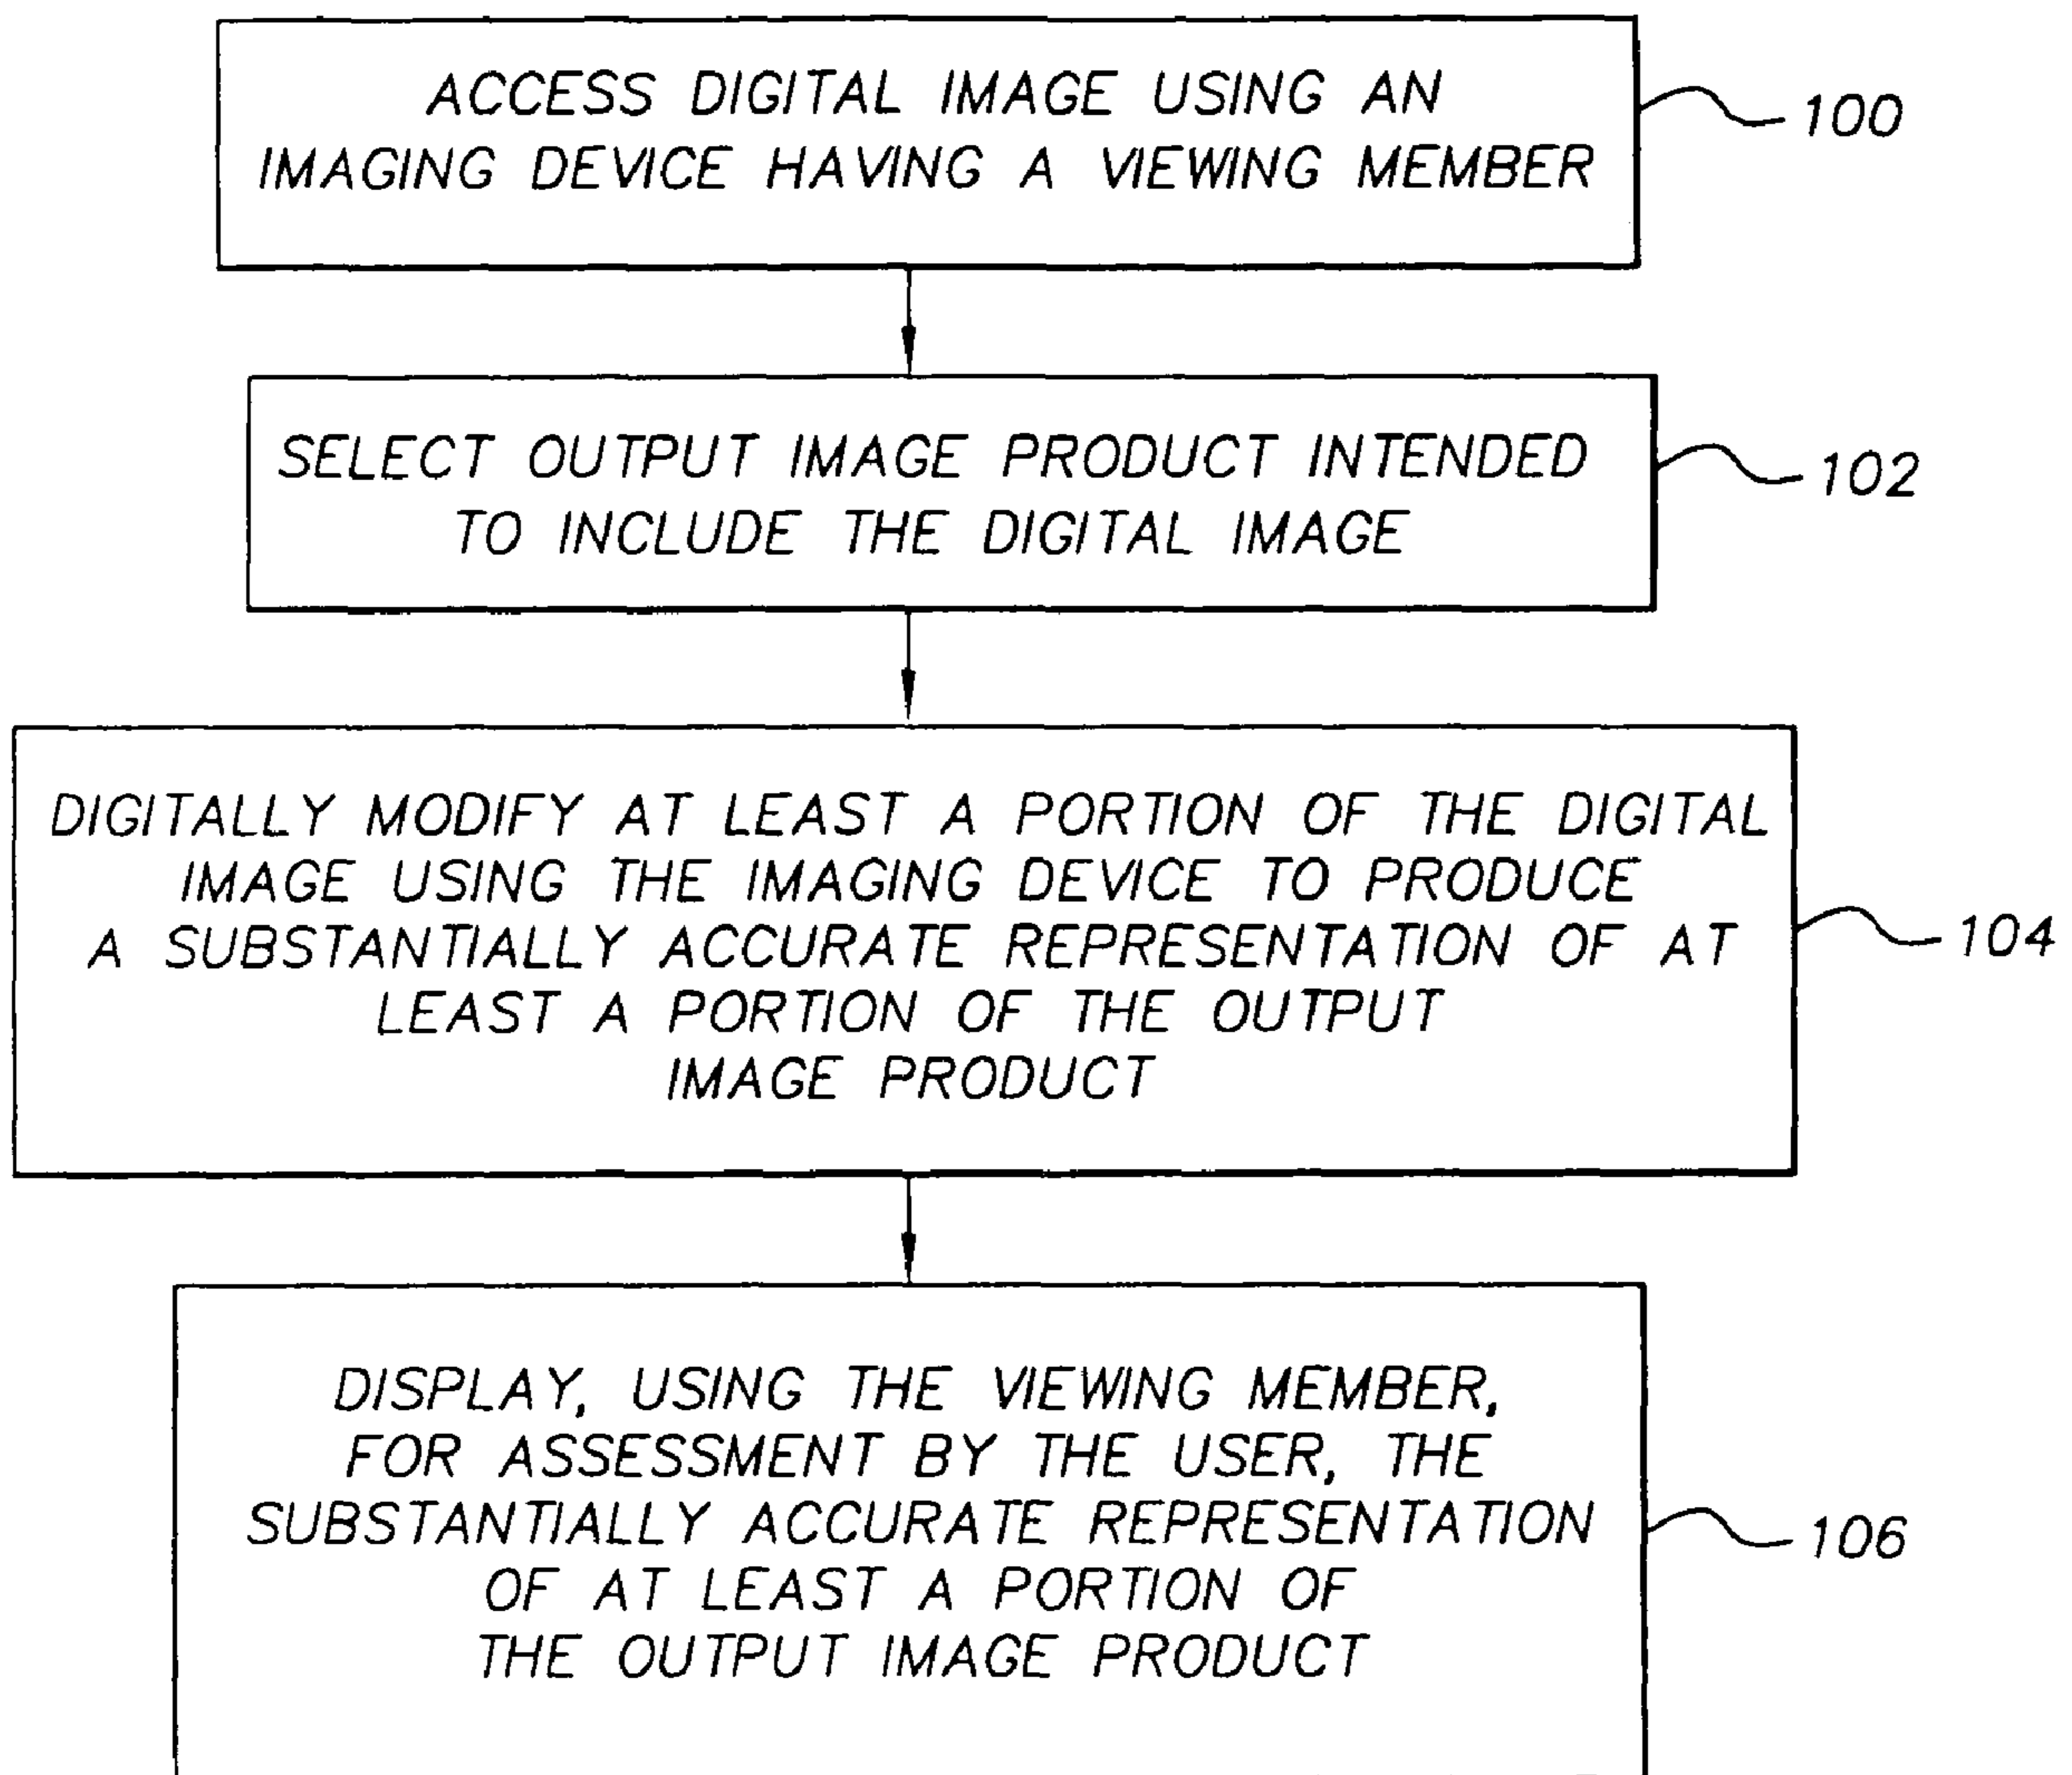 ACCESS DIGITAL IMAGE USING AN
IMAGING DEVICE HAVING A VIEWING MEMBER
100
SELECT OUTPUT IMAGE PRODUCT INTENDED
TO INCLUDE THE DIGITAL IMAGE
102
DIGITALLY MODIFY AT LEAST A PORTION OF THE DIGITAL
IMAGE USING THE IMAGING DEVICE TO PRODUCE
A SUBSTANTIALLY ACCURATE REPRESENTATION OF AT
LEAST A PORTION OF THE OUTPUT
IMAGE PRODUCT
104
DISPLAY, USING THE VIEWING MEMBER,
FOR ASSESSMENT BY THE USER, THE
SUBSTANTIALLY ACCURATE REPRESENTATION
OF AT LEAST A PORTION OF
THE OUTPUT IMAGE PRODUCT
106